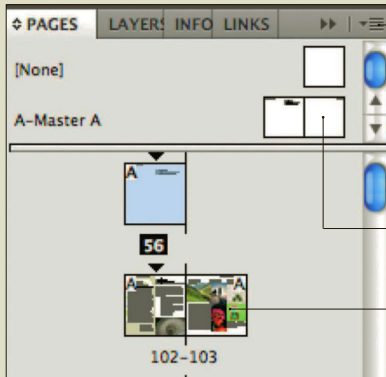 PAGES LAYERS INFO LINKS
[None]
A-Master A
A
56
A A
102-103